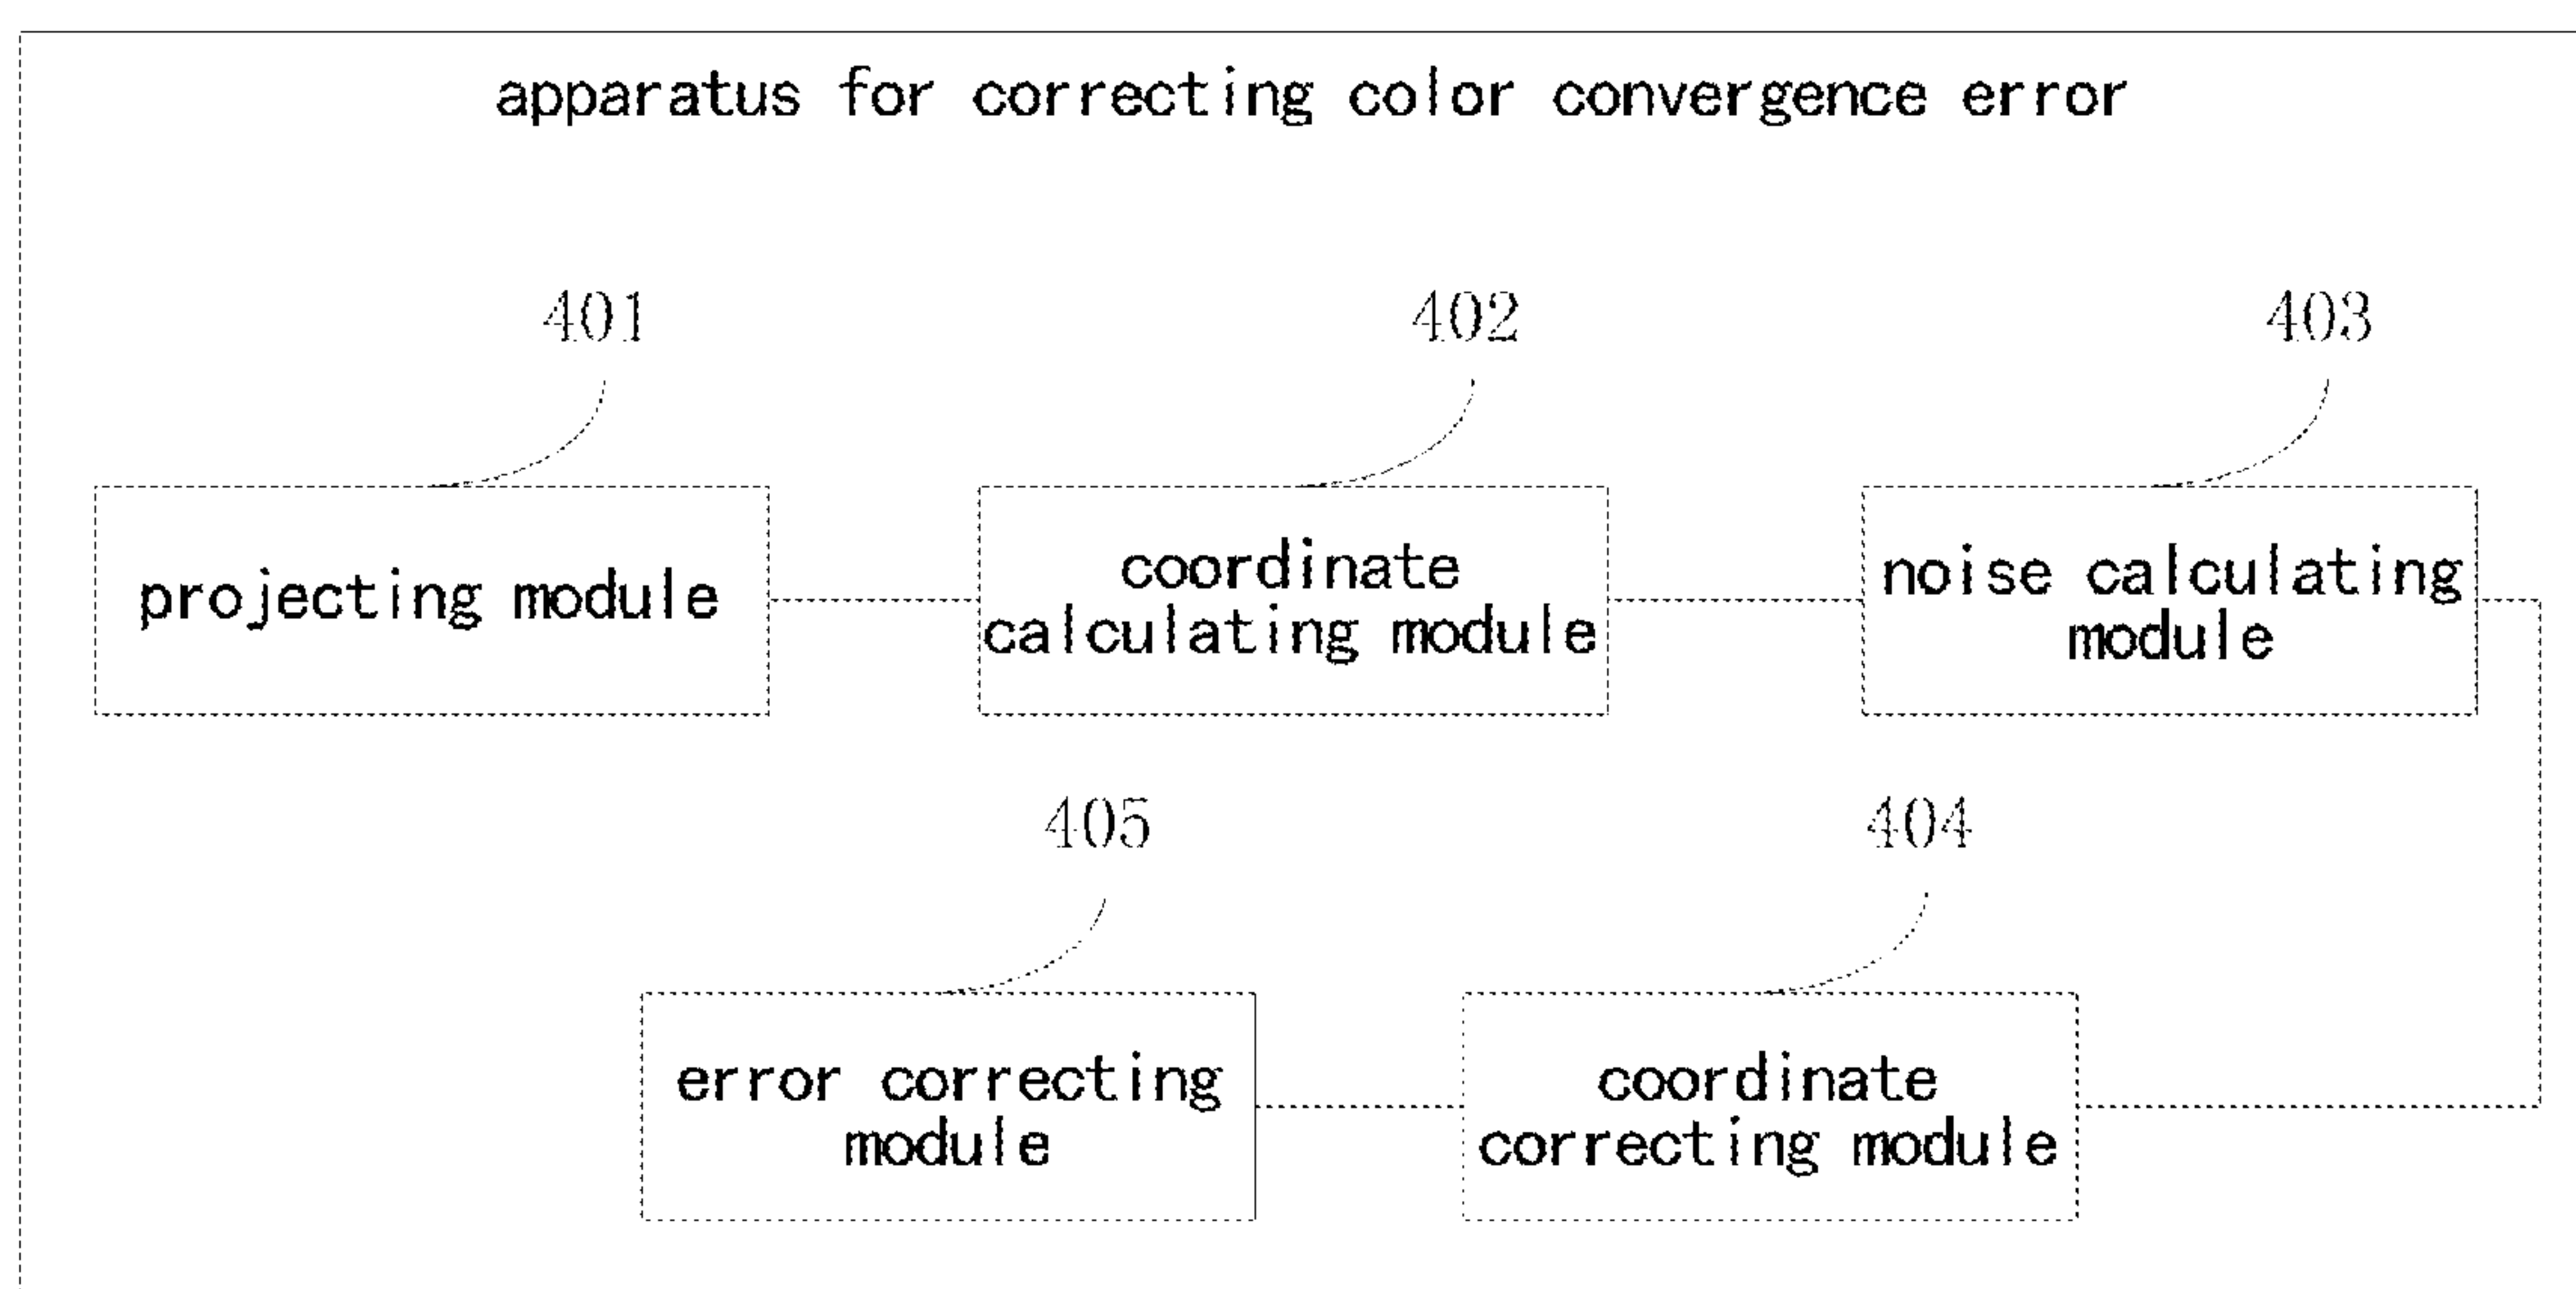 apparatus for correcting color convergence error
401
402
403
projecting module
coordinate
calculating module
noise calculating
module
405
404
error correcting
module
coordinate
correcting module